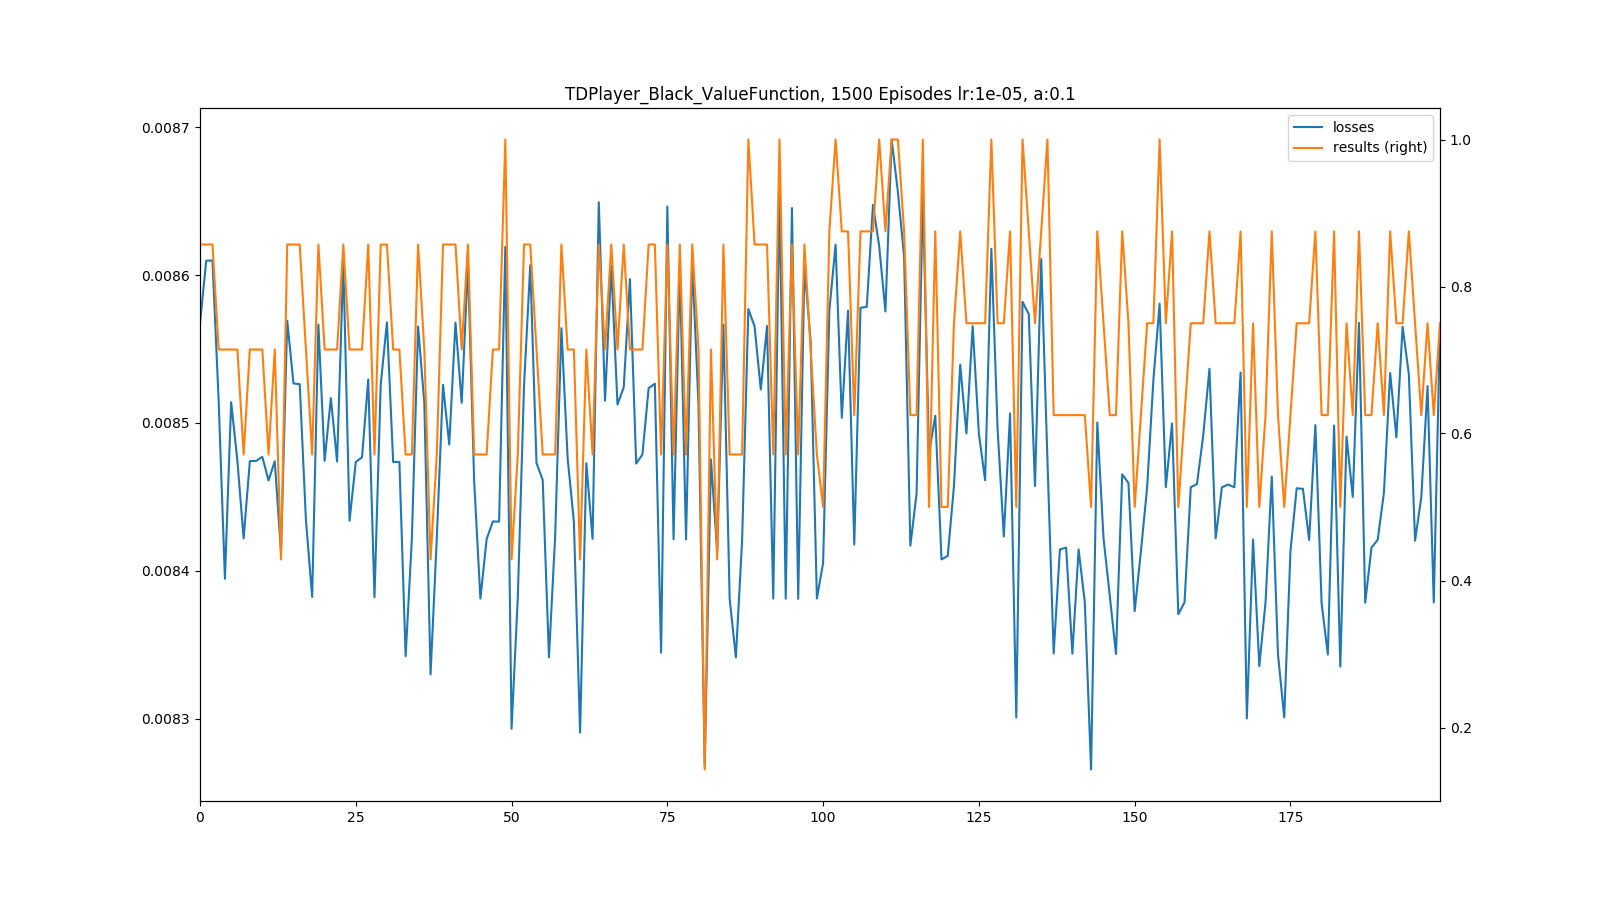 TDPlayer_Black_ValueFunction, 1500 Episodes lr:1e-05, a:0.1
losses
results (right)
0.0087
0.0086
0.0085
0.0084
0.0083
1.0
0.8
0.6
0.4
0.2
0 25 50 75 100 125 150 175